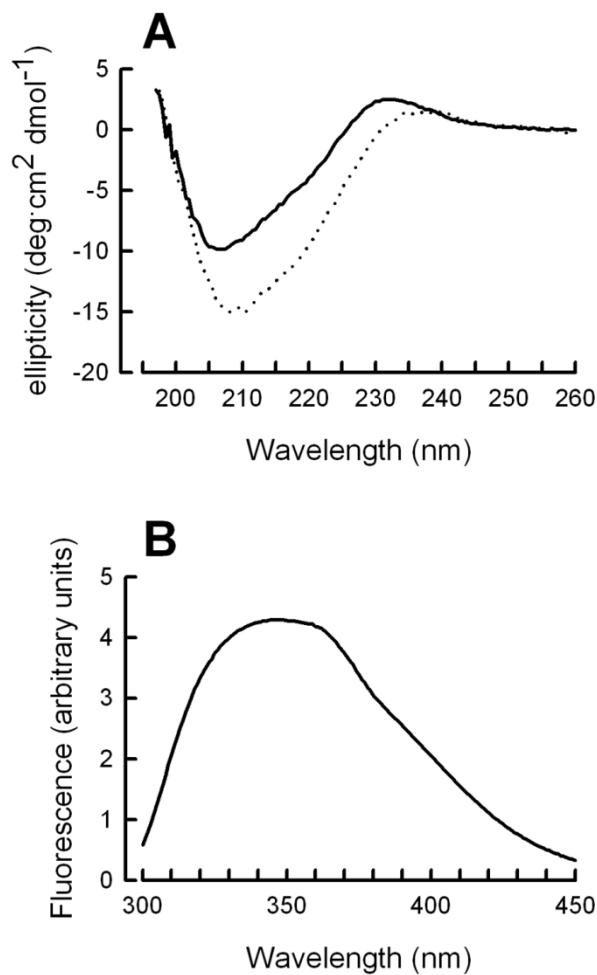 A
5
0
-5
-10
-15
-20
ellipticity (deg·cm2 dmol-1)
200 210 220 230 240 250 260
Wavelength (nm)
B
5
4
3
2
1
0
Fluorescence (arbitrary units)
300 350 400 450
Wavelength (nm)